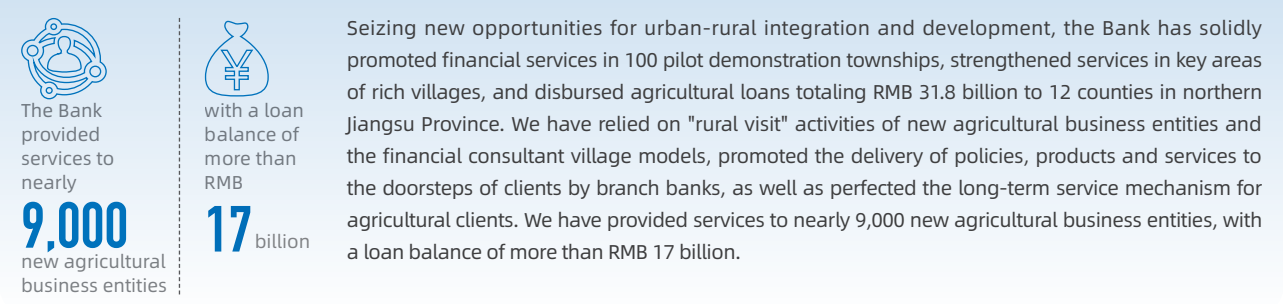 The Bank
provided
services to
nearly
9,000
new agricultural
business entities
with a loan
balance of
more than
RMB
17 billion
Seizing new opportunities for urban-rural integration and development, the Bank has solidly
promoted financial services in 100 pilot demonstration townships, strengthened services in key areas
of rich villages, and disbursed agricultural loans totaling RMB 31.8 billion to 12 counties in northern
Jiangsu Province. We have relied on "rural visit" activities of new agricultural business entities and
the financial consultant village models, promoted the delivery of policies, products and services to
the doorsteps of clients by branch banks, as well as perfected the long-term service mechanism for
agricultural clients. We have provided services to nearly 9,000 new agricultural business entities, with
a loan balance of more than RMB 17 billion.